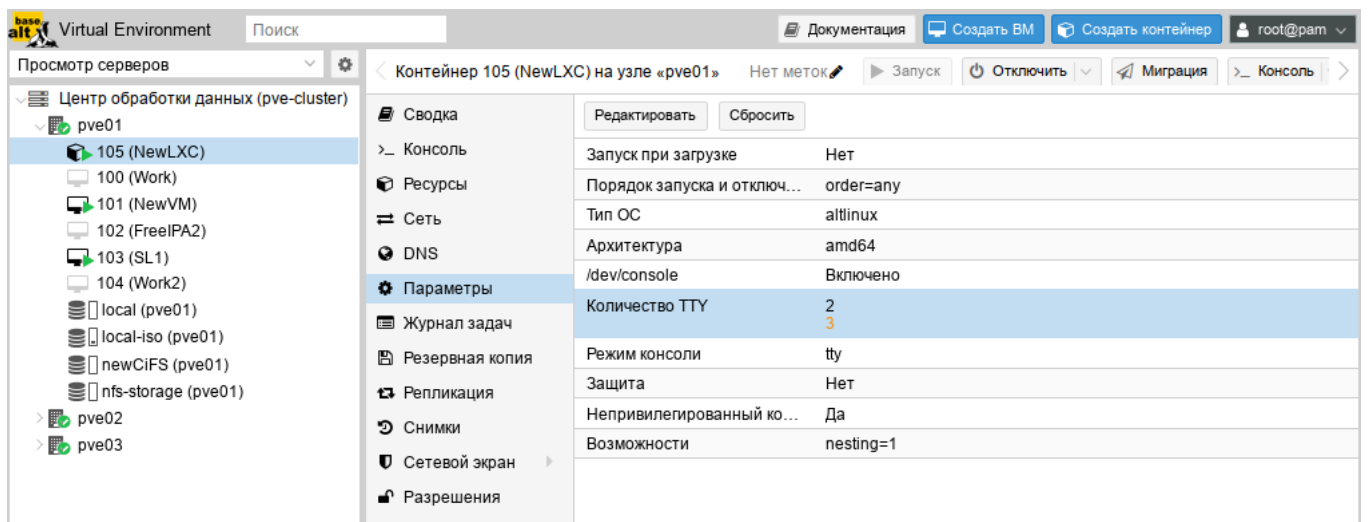 base alt Virtual Environment Поиск Документация Создать ВМ Создать контейнер root@pam
Просмотр серверов
Центр обработки данных (pve-cluster)
pve01
105 (NewLXC)
100 (Work)
101 (NewVM)
102 (FreeIPA2)
103 (SL1)
104 (Work2)
local (pve01)
local-iso (pve01)
newCiFS (pve01)
nfs-storage (pve01)
pve02
pve03
Контейнер 105 (NewLXC) на узле «pve01» Нет меток Запуск Отключить Миграция >_ Консоль
Сводка
>_ Консоль
Ресурсы
Сеть
DNS
Параметры
Журнал задач
Резервная копия
Репликация
Снимки
Сетевой экран
Разрешения
Редактировать Сбросить
Запуск при загрузке Нет
Порядок запуска и отключ... order=any
Тип ОС altlinux
Архитектура amd64
/dev/console Включено
Количество TTY 2
3
Режим консоли tty
Защита Нет
Непривилегированный ко... Да
Возможности nesting=1